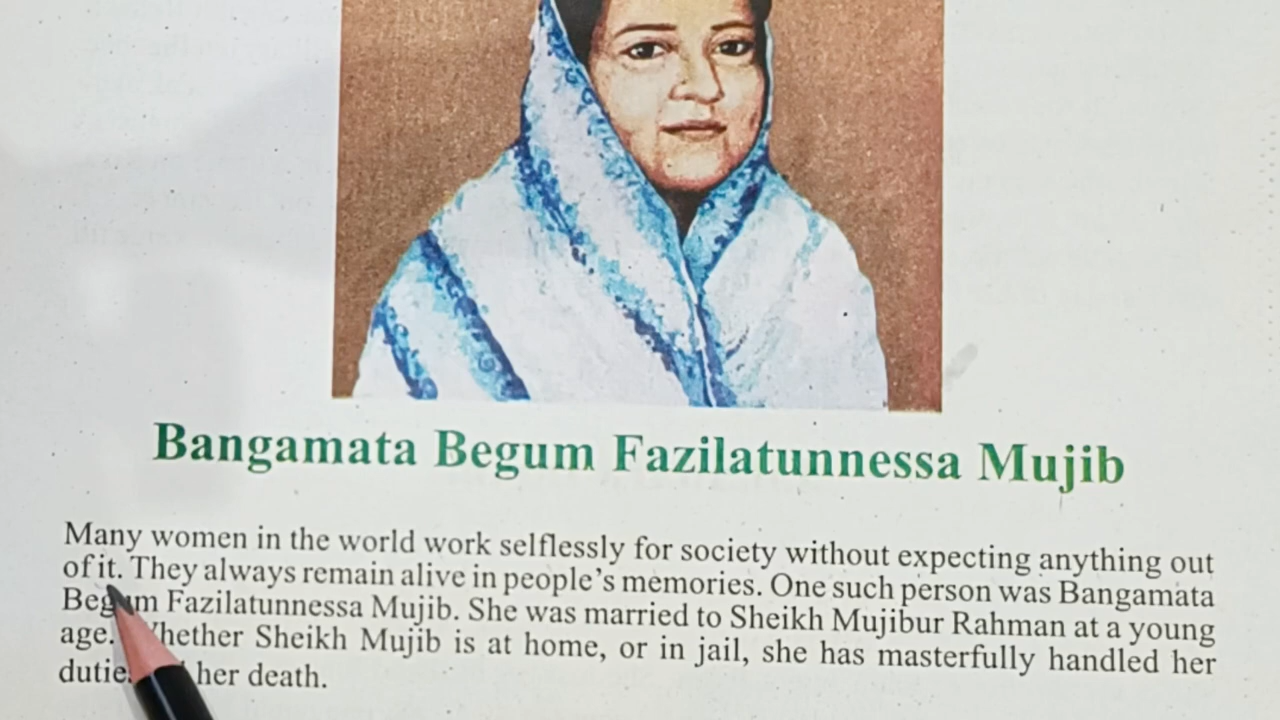 Bangamata Begum Fazilatunnessa Mujib
Many women in the world work selflessly for society without expecting anything out
of it. They always remain alive in people's memories. One such person was Bangamata
Begum Fazilatunnessa Mujib. She was married to Sheikh Mujibur Rahman at a young
age. Whether Sheikh Mujib is at home, or in jail, she has masterfully handled her
her death.